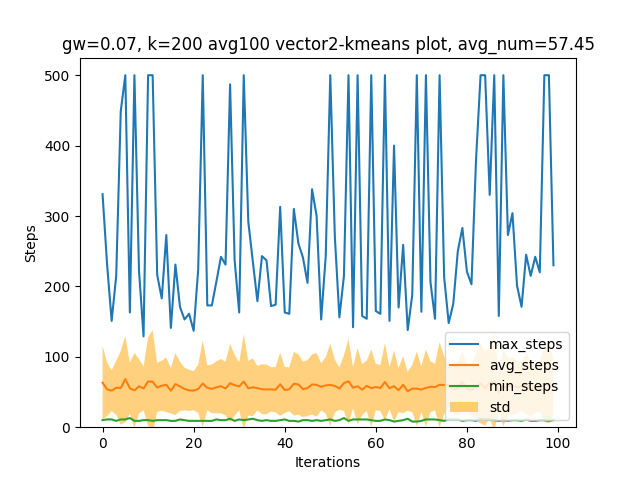 gw=0.07, k=200 avg100 vector2-kmeans plot, avg_num=57.45
500
400
300
200
100
0
Steps
max_steps
avg_steps
min_steps
std
0 20 40 60 80 100
Iterations